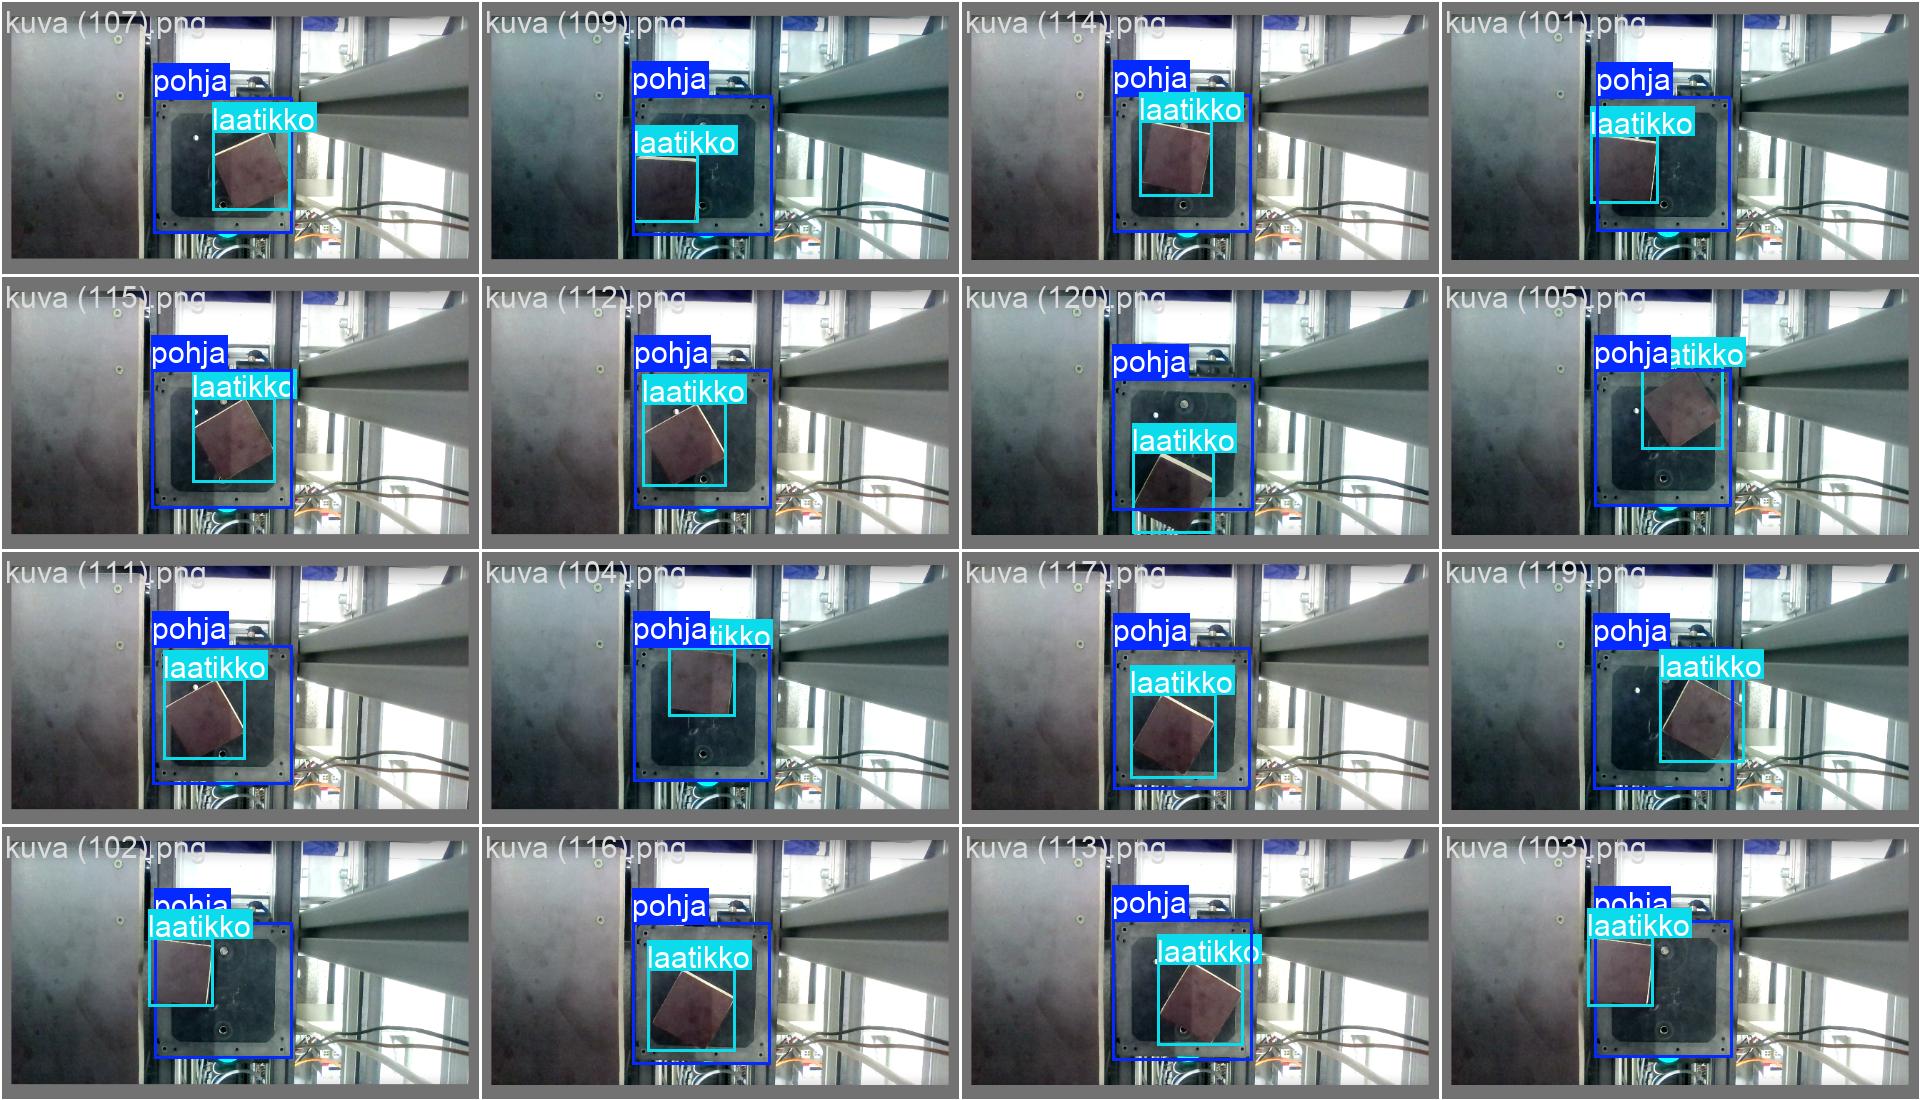 kuva (107).png
pohja
laatikko
kuva (109).png
pohja
laatikko
kuva (114).png
pohja
laatikko
kuva (101).png
pohja
laatikko
kuva (115).png
pohja
laatikko
kuva (112).png
pohja
laatikko
kuva (120).png
pohja
laatikko
kuva (105).png
pohja
atikko
kuva (111).png
pohja
laatikko
kuva (104).png
pohja
tikko
kuva (117).png
pohja
laatikko
kuva (119).png
pohja
laatikko
kuva (102).png
pohja
laatikko
kuva (116).png
pohja
laatikko
kuva (113).png
pohja
laatikko
kuva (103).png
pohja
laatikko